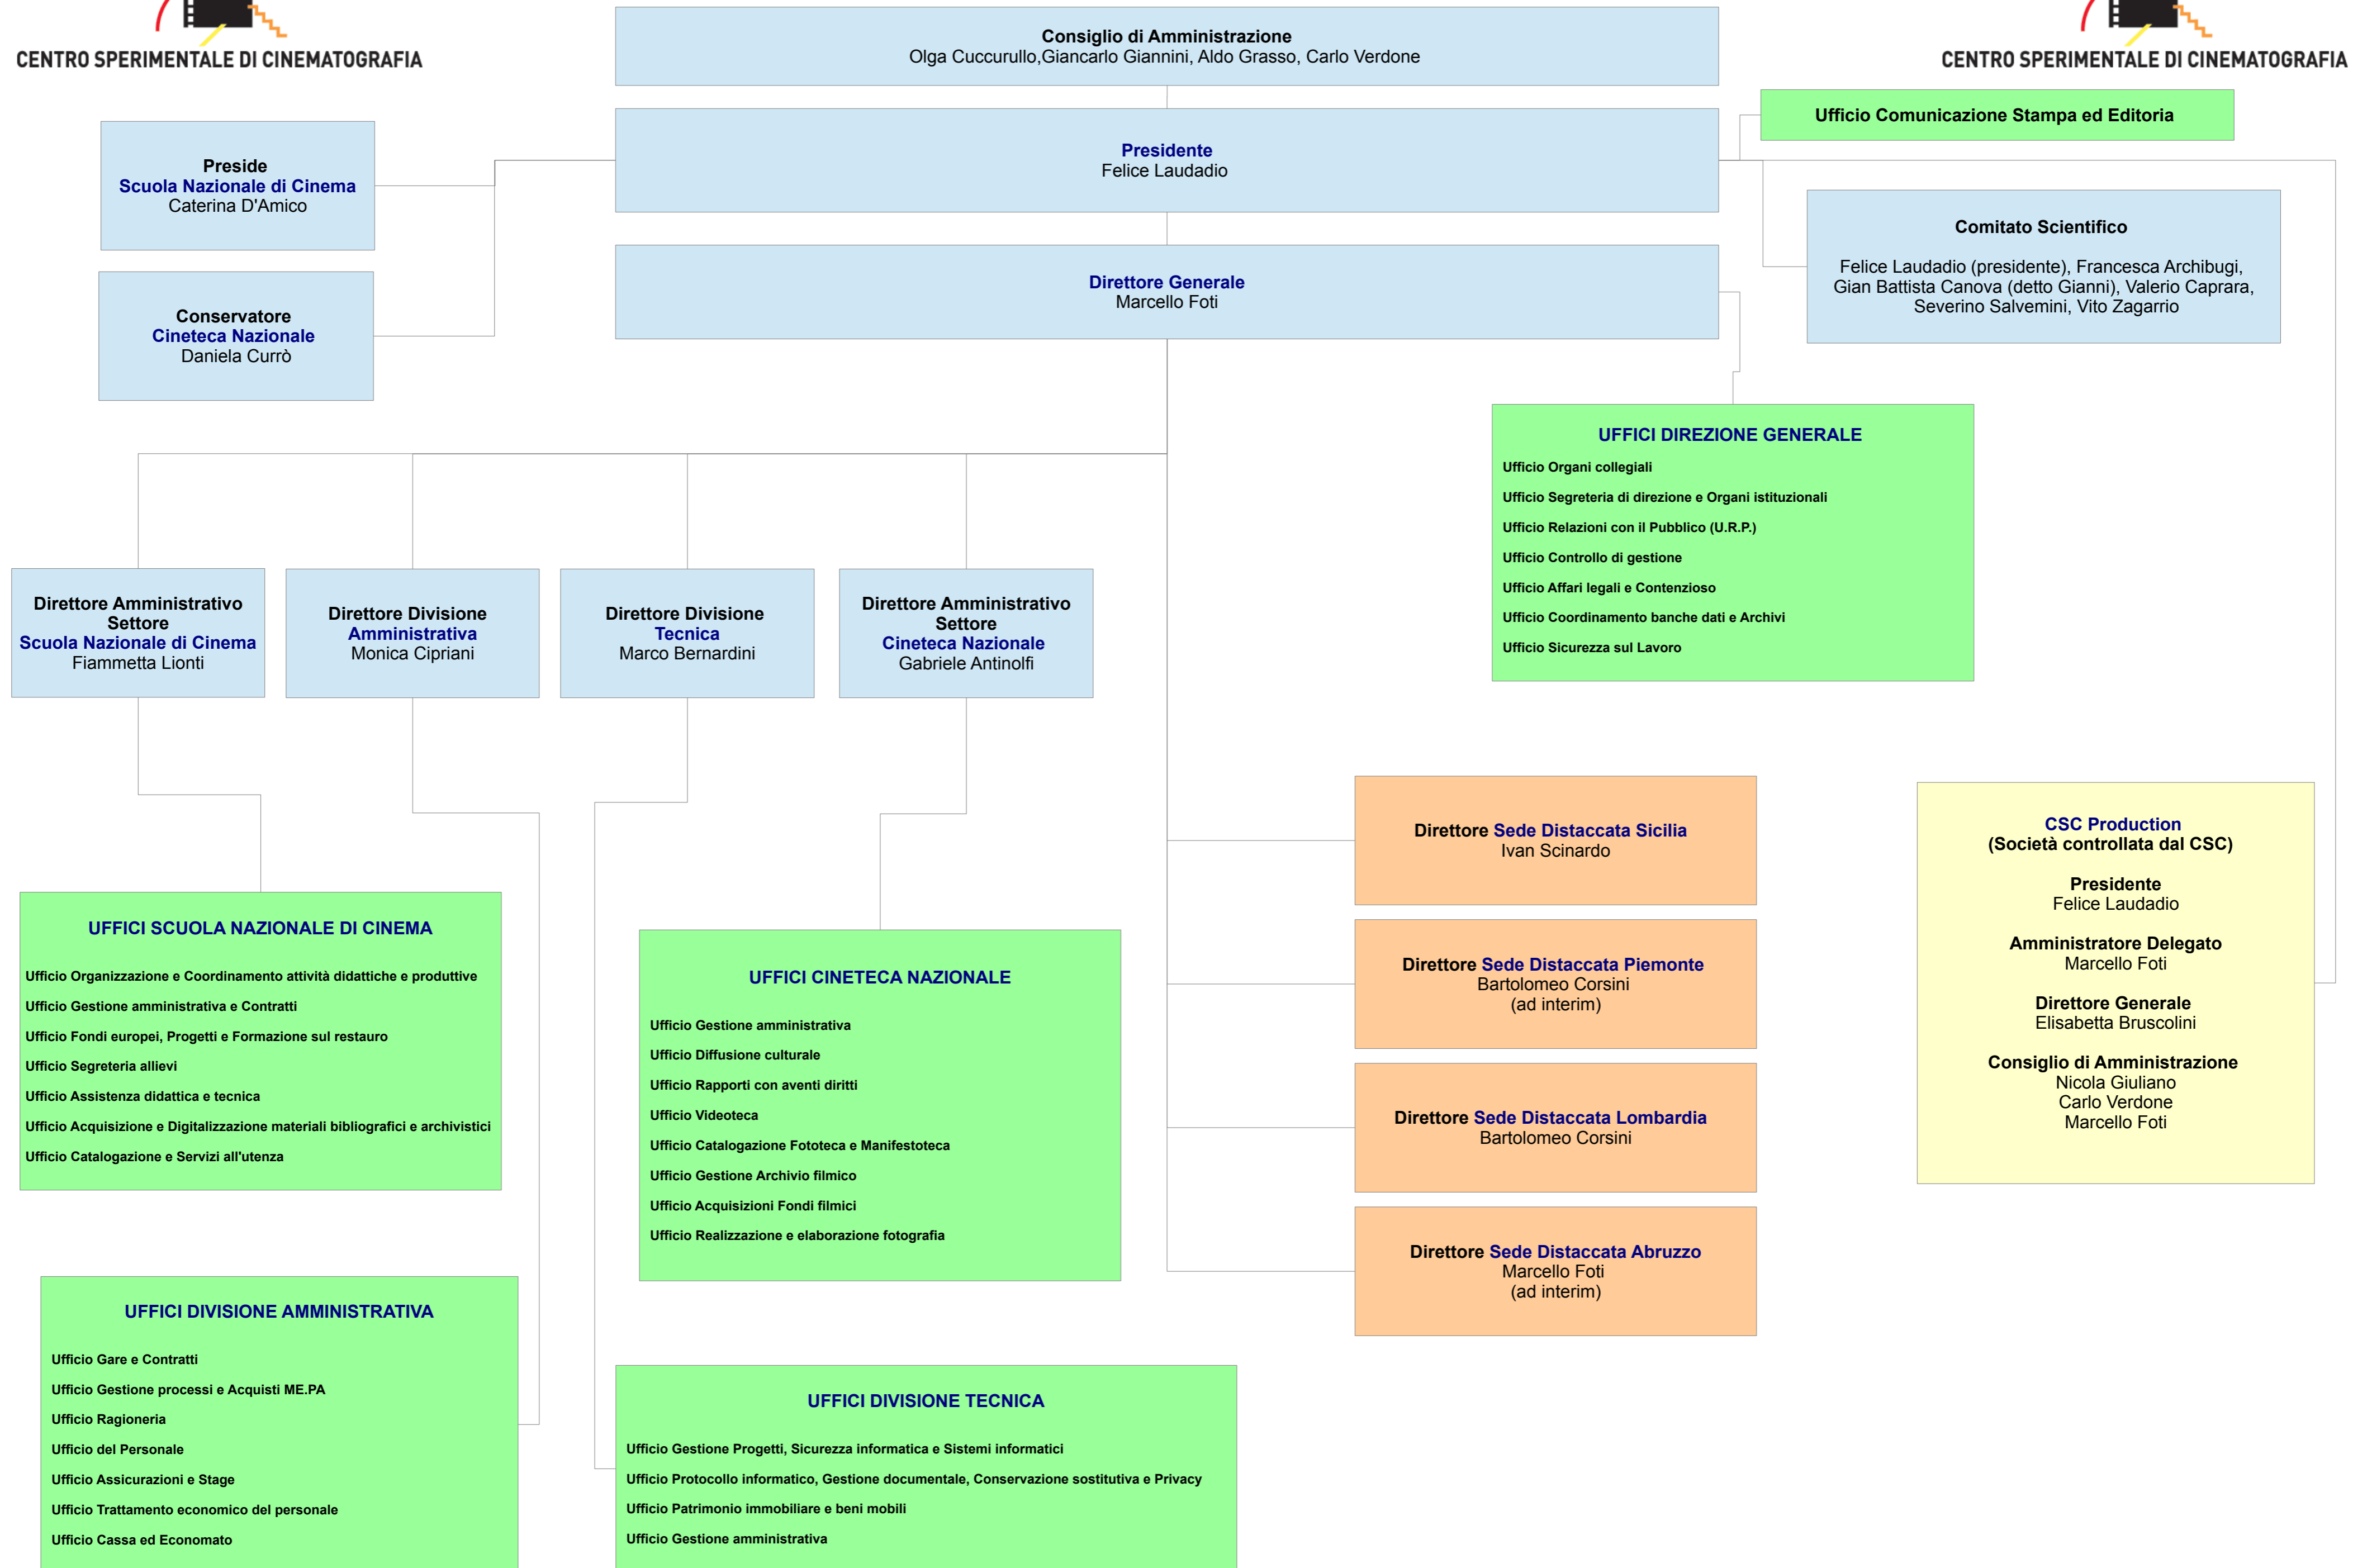 CENTRO SPERIMENTALE DI CINEMATOGRAFIA
Consiglio di Amministrazione
Olga Cuccurullo,Giancarlo Giannini, Aldo Grasso, Carlo Verdone
CENTRO SPERIMENTALE DI CINEMATOGRAFIA
Ufficio Comunicazione Stampa ed Editoria
Preside
Scuola Nazionale di Cinema
Caterina D'Amico
Presidente
Felice Laudadio
Comitato Scientifico
Felice Laudadio (presidente), Francesca Archibugi,
Gian Battista Canova (detto Gianni), Valerio Caprara,
Severino Salvemini, Vito Zagarrio
Conservatore
Cineteca Nazionale
Daniela Currò
Direttore Generale
Marcello Foti
UFFICI DIREZIONE GENERALE
Ufficio Organi collegiali
Ufficio Segreteria di direzione e Organi istituzionali
Ufficio Relazioni con il Pubblico (U.R.P.)
Ufficio Controllo di gestione
Ufficio Affari legali e Contenzioso
Ufficio Coordinamento banche dati e Archivi
Ufficio Sicurezza sul Lavoro
Direttore Amministrativo
Settore
Scuola Nazionale di Cinema
Fiammetta Lionti
Direttore Divisione
Amministrativa
Monica Cipriani
Direttore Divisione
Tecnica
Marco Bernardini
Direttore Amministrativo
Settore
Cineteca Nazionale
Gabriele Antinolfi
Direttore Sede Distaccata Sicilia
Ivan Scinardo
Direttore Sede Distaccata Piemonte
Bartolomeo Corsini
(ad interim)
Direttore Sede Distaccata Lombardia
Bartolomeo Corsini
Direttore Sede Distaccata Abruzzo
Marcello Foti
(ad interim)
CSC Production
(Società controllata dal CSC)
Presidente
Felice Laudadio
Amministratore Delegato
Marcello Foti
Direttore Generale
Elisabetta Bruscolini
Consiglio di Amministrazione
Nicola Giuliano
Carlo Verdone
Marcello Foti
UFFICI SCUOLA NAZIONALE DI CINEMA
Ufficio Organizzazione e Coordinamento attività didattiche e produttive
Ufficio Gestione amministrativa e Contratti
Ufficio Fondi europei, Progetti e Formazione sul restauro
Ufficio Segreteria allievi
Ufficio Assistenza didattica e tecnica
Ufficio Acquisizione e Digitalizzazione materiali bibliografici e archivistici
Ufficio Catalogazione e Servizi all'utenza
UFFICI CINETECA NAZIONALE
Ufficio Gestione amministrativa
Ufficio Diffusione culturale
Ufficio Rapporti con aventi diritti
Ufficio Videoteca
Ufficio Catalogazione Fototeca e Manifestoteca
Ufficio Gestione Archivio filmico
Ufficio Acquisizioni Fondi filmici
Ufficio Realizzazione e elaborazione fotografia
UFFICI DIVISIONE AMMINISTRATIVA
Ufficio Gare e Contratti
Ufficio Gestione processi e Acquisti ME.PA
Ufficio Ragioneria
Ufficio del Personale
Ufficio Assicurazioni e Stage
Ufficio Trattamento economico del personale
Ufficio Cassa ed Economato
UFFICI DIVISIONE TECNICA
Ufficio Gestione Progetti, Sicurezza informatica e Sistemi informatici
Ufficio Protocollo informatico, Gestione documentale, Conservazione sostitutiva e Privacy
Ufficio Patrimonio immobiliare e beni mobili
Ufficio Gestione amministrativa